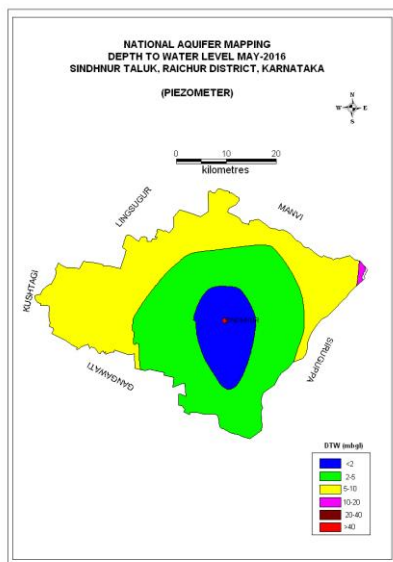 NATIONAL AQUIFER MAPPING
DEPTH TO WATER LEVEL MAY-2016
SINDHNUR TALUK, RAICHUR DISTRICT, KARNATAKA
(PIEZOMETER)
N
W E
S
0 10 20
kilometres
LINGSUGUR
MANVI
KUSHTAGI
SIRUGUPPA
GANGAWATI
DTW (mbgl)
<2
2-5
5-10
10-20
20-40
>40